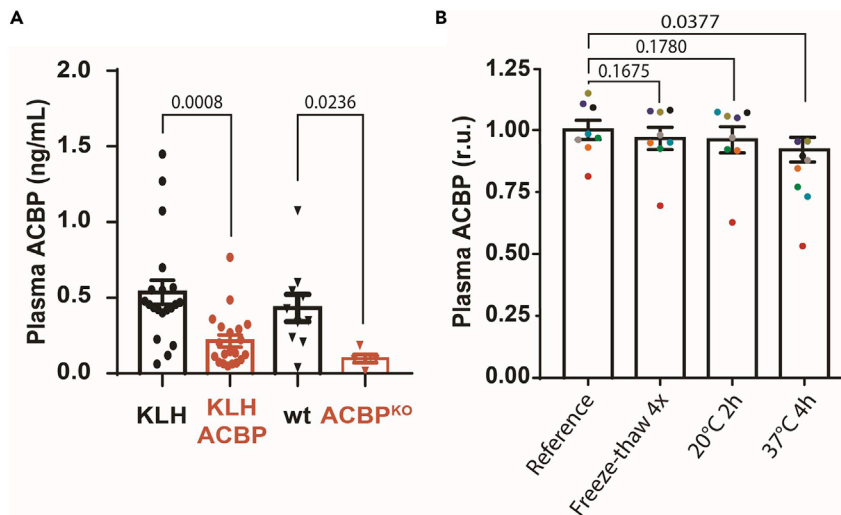 A
Plasma ACBP (ng/mL)
2.0
1.5
1.0
0.5
0.0
0.0008
0.0236
KLH
KLH
ACBP
wt
ACBPᴷᴼ
B
Plasma ACBP (r.u.)
1.25
1.00
0.75
0.50
0.25
0.00
0.0377
0.1780
0.1675
Reference
Freeze-thaw 4x
20°C 2h
37°C 4h